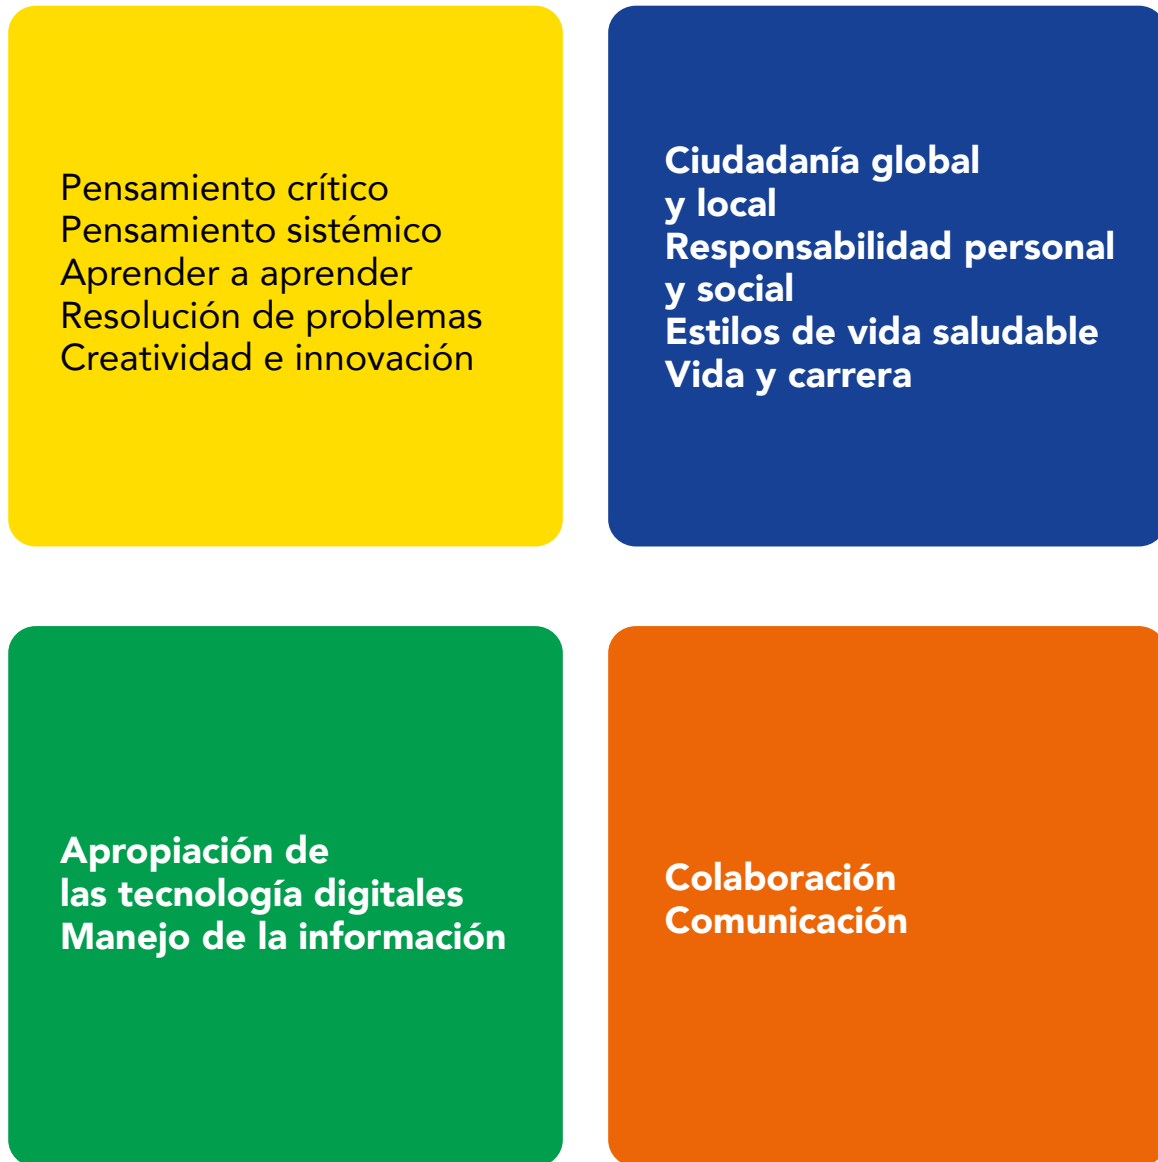 Pensamiento crítico
Pensamiento sistémico
Aprender a aprender
Resolución de problemas
Creatividad e innovación
Ciudadanía global
y local
Responsabilidad personal
y social
Estilos de vida saludable
Vida y carrera
Apropiación de
las tecnología digitales
Manejo de la información
Colaboración
Comunicación